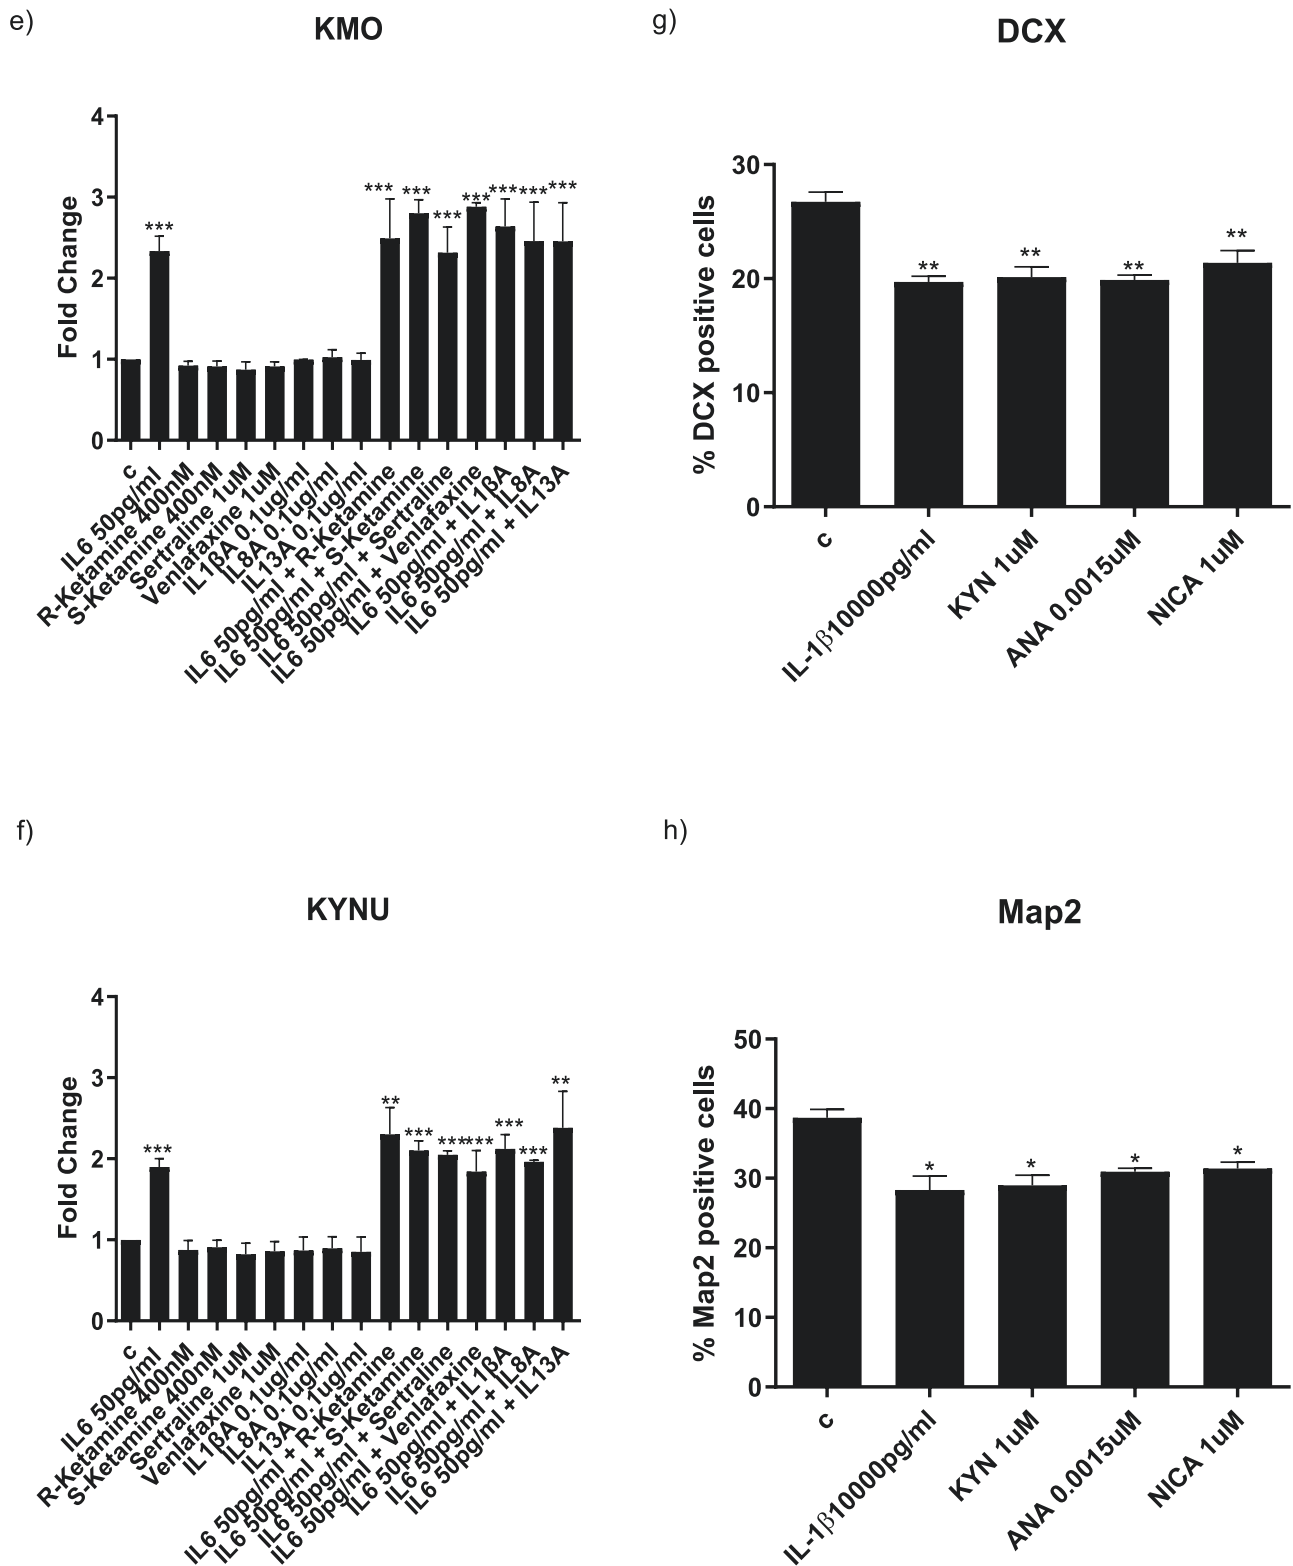 e)
KMO
Fold Change
4
3
2
1
0
***
***
***
***
***
***
***
***
c
IL6 50pg/ml
R-Ketamine 400nM
S-Ketamine 400nM
Sertraline 1uM
Venlafaxine 1uM
IL1βA 0.1ug/ml
IL8A 0.1ug/ml
IL13A 0.1ug/ml
IL6 50pg/ml + R-Ketamine
IL6 50pg/ml + S-Ketamine
IL6 50pg/ml + Sertraline
IL6 50pg/ml + Venlafaxine
IL6 50pg/ml + IL1βA
IL6 50pg/ml + IL8A
IL6 50pg/ml + IL13A
g)
DCX
% DCX positive cells
30
20
10
0
**
**
**
**
c
IL-1β10000pg/ml
KYN 1uM
ANA 0.0015uM
NICA 1uM
f)
KYNU
Fold Change
4
3
2
1
0
***
**
***
***
***
***
***
**
c
IL6 50pg/ml
R-Ketamine 400nM
S-Ketamine 400nM
Sertraline 1uM
Venlafaxine 1uM
IL1βA 0.1ug/ml
IL8A 0.1ug/ml
IL13A 0.1ug/ml
IL6 50pg/ml + R-Ketamine
IL6 50pg/ml + S-Ketamine
IL6 50pg/ml + Sertraline
IL6 50pg/ml + Venlafaxine
IL6 50pg/ml + IL1βA
IL6 50pg/ml + IL8A
IL6 50pg/ml + IL13A
h)
Map2
% Map2 positive cells
50
40
30
20
10
0
*
*
*
*
c
IL-1β10000pg/ml
KYN 1uM
ANA 0.0015uM
NICA 1uM